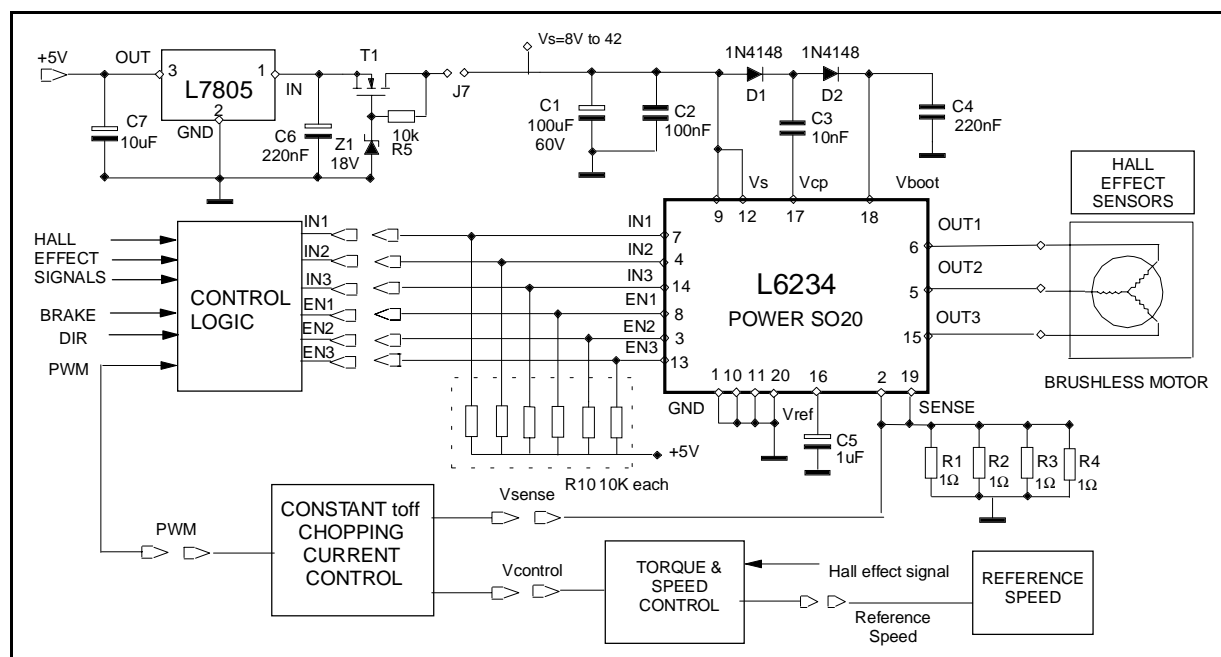 Vs=8V to 42
+5V
OUT
3
L7805
1
IN
2
GND
T1
J7
1N4148
1N4148
D1
D2
C7
10uF
C6
220nF
Z1
18V
10k
R5
C1
100uF
60V
C2
100nF
C3
10nF
C4
220nF
Vs
Vcp
Vboot
9
12
17
18
HALL
EFFECT
SENSORS
HALL
EFFECT
SIGNALS
BRAKE
DIR
PWM
CONTROL
LOGIC
IN1
IN2
IN3
EN1
EN2
EN3
IN1
IN2
IN3
EN1
EN2
EN3
7
4
14
8
3
13
L6234
POWER SO20
6
5
15
OUT1
OUT2
OUT3
BRUSHLESS MOTOR
1
10
11
20
16
2
19
GND
Vref
SENSE
C5
1uF
R1
1Ω
R2
1Ω
R3
1Ω
R4
1Ω
+5V
R10 10K each
PWM
CONSTANT toff
CHOPPING
CURRENT
CONTROL
Vsense
Vcontrol
TORQUE &
SPEED
CONTROL
Hall effect signal
Reference
Speed
REFERENCE
SPEED